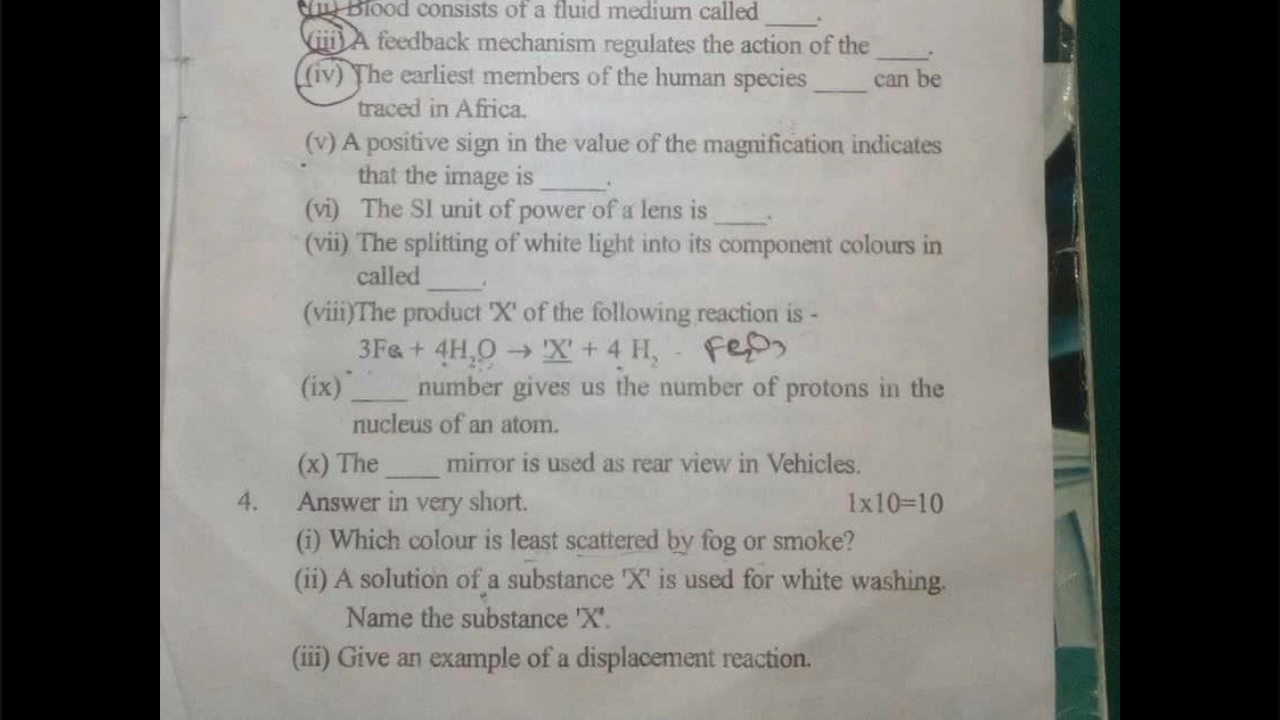 (ii) Blood consists of a fluid medium called ____.
(iii) A feedback mechanism regulates the action of the ____.
(iv) The earliest members of the human species ____ can be
traced in Africa.
(v) A positive sign in the value of the magnification indicates
that the image is _____.
(vi) The SI unit of power of a lens is ____.
(vii) The splitting of white light into its component colours in
called ____.
(viii)The product 'X' of the following reaction is -
3Fe + 4H₂O → 'X' + 4 H₂ Fe₂O₃
(ix) ____ number gives us the number of protons in the
nucleus of an atom.
(x) The ____ mirror is used as rear view in Vehicles.
4. Answer in very short. 1x10=10
(i) Which colour is least scattered by fog or smoke?
(ii) A solution of a substance 'X' is used for white washing.
Name the substance 'X'.
(iii) Give an example of a displacement reaction.